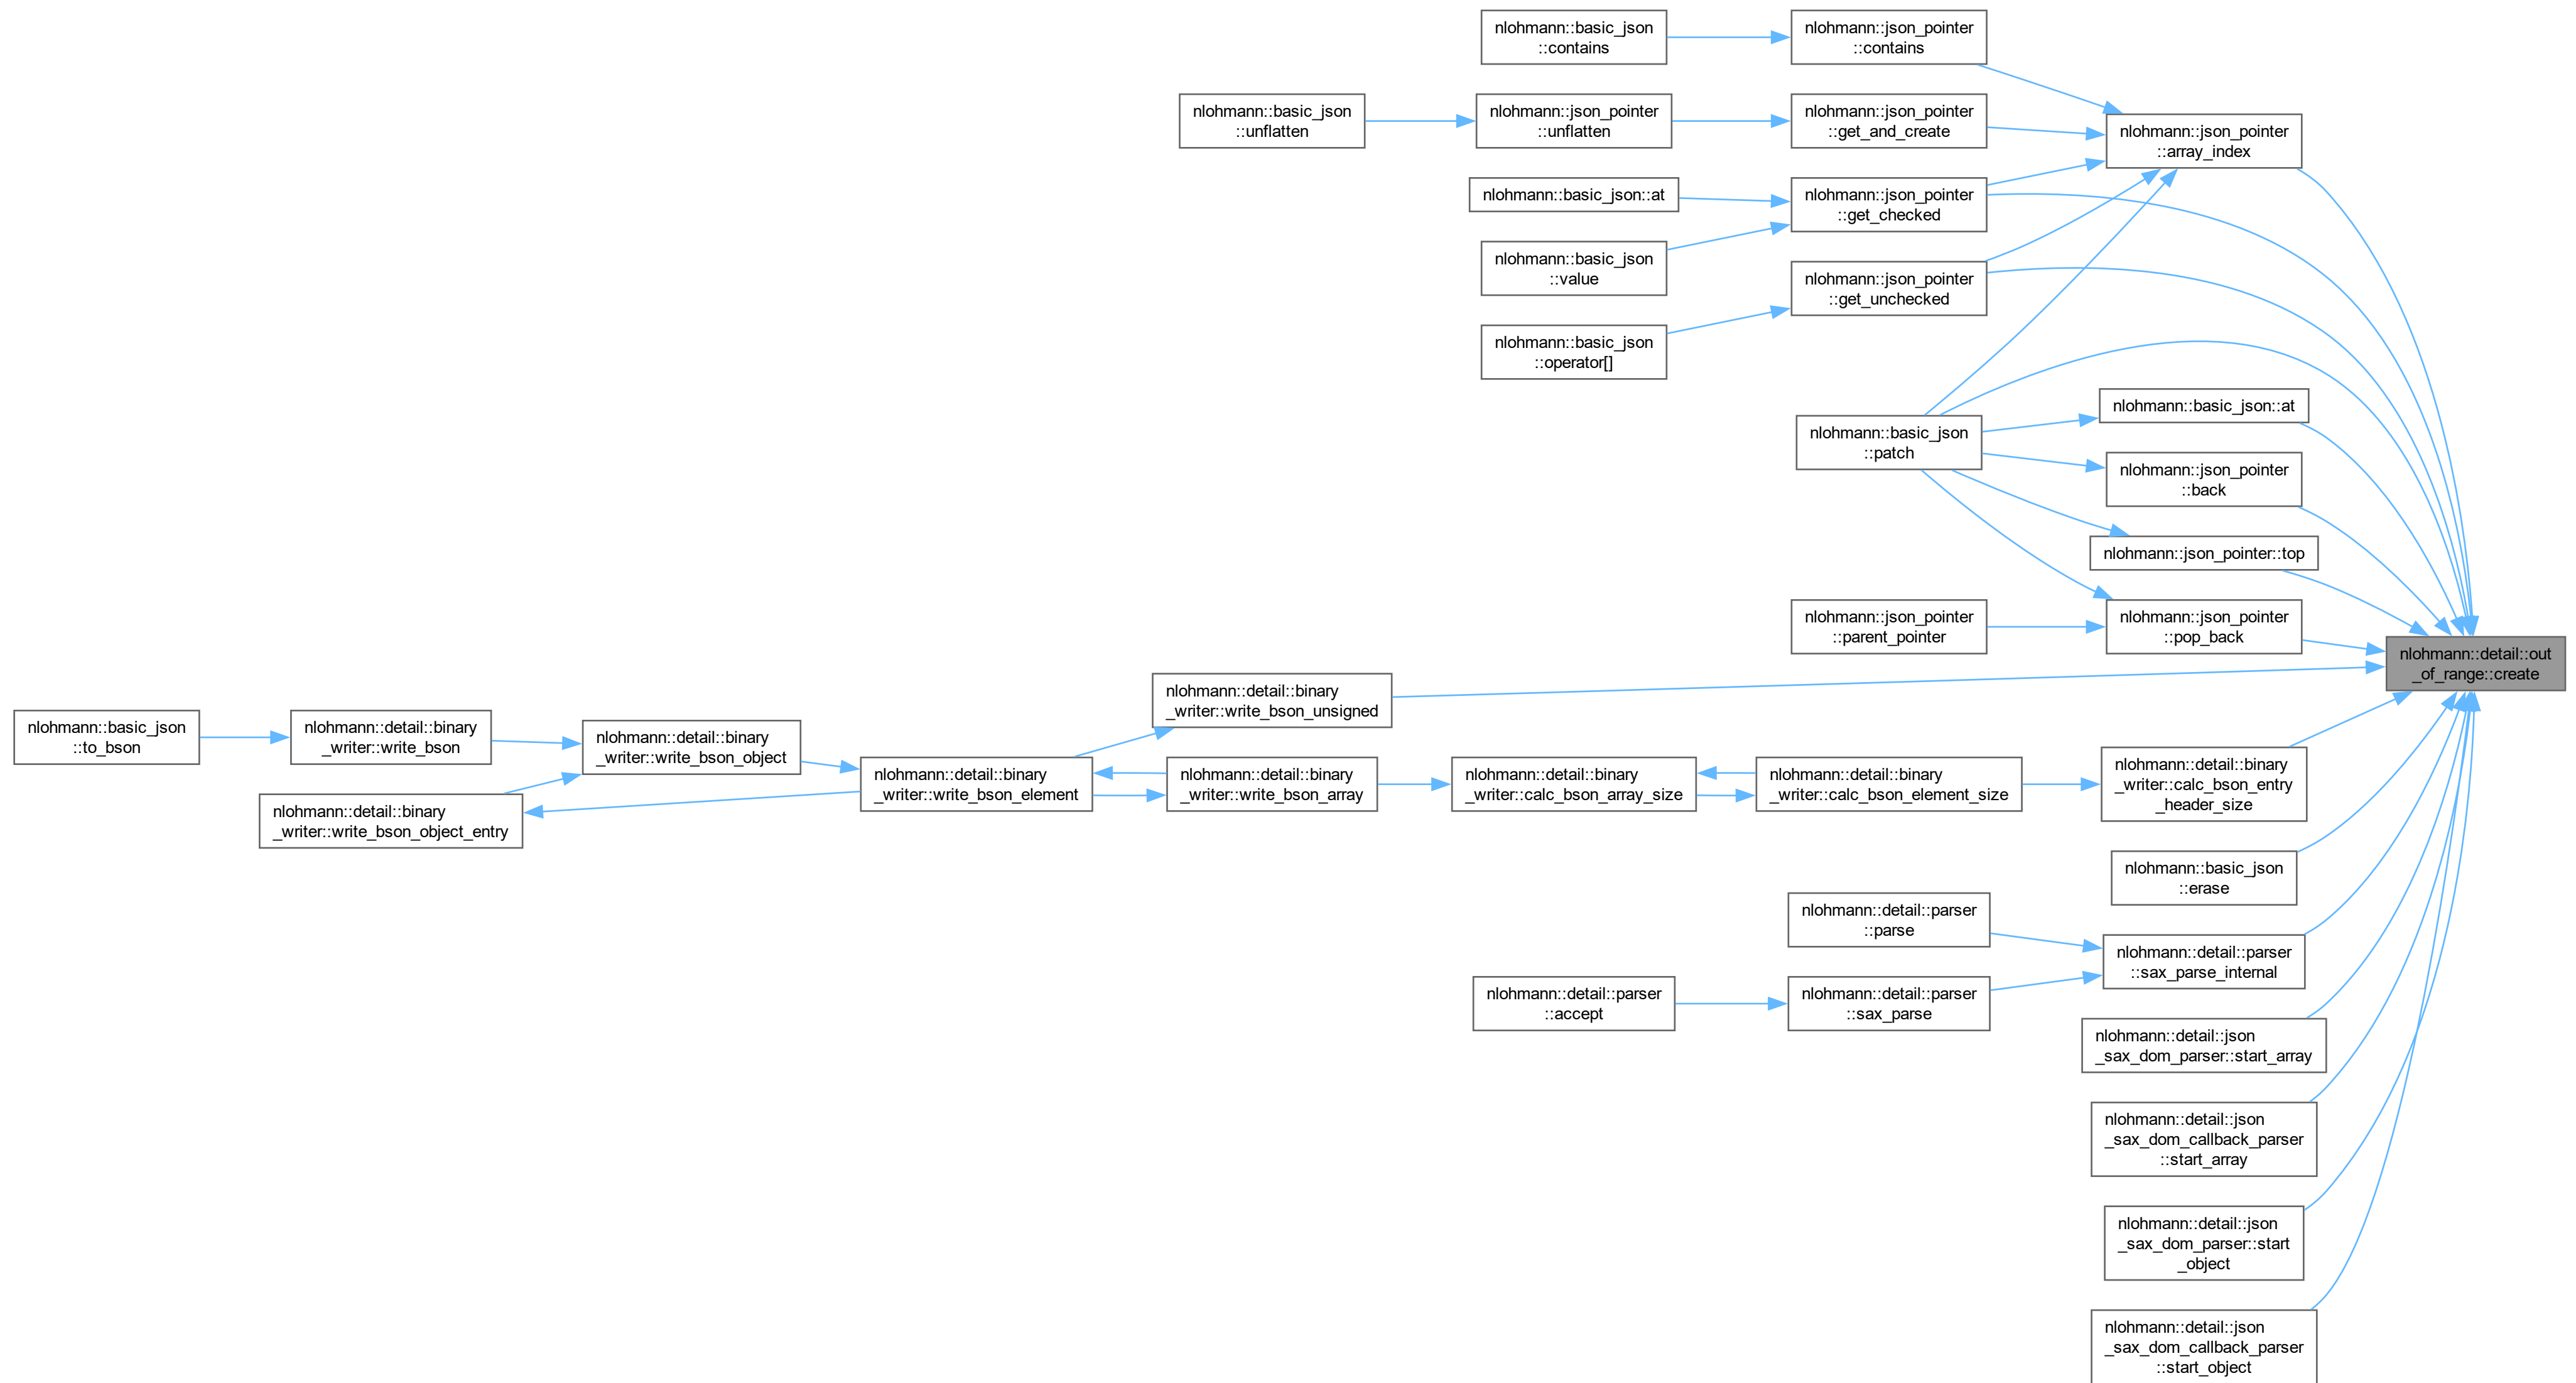 nlohmann::basic_json
::contains
nlohmann::json_pointer
::contains
nlohmann::basic_json
::unflatten
nlohmann::json_pointer
::unflatten
nlohmann::json_pointer
::get_and_create
nlohmann::json_pointer
::array_index
nlohmann::basic_json::at
nlohmann::json_pointer
::get_checked
nlohmann::basic_json
::value
nlohmann::json_pointer
::get_unchecked
nlohmann::basic_json
::operator[]
nlohmann::basic_json::at
nlohmann::basic_json
::patch
nlohmann::json_pointer
::back
nlohmann::json_pointer::top
nlohmann::json_pointer
::parent_pointer
nlohmann::json_pointer
::pop_back
nlohmann::detail::out
_of_range::create
nlohmann::detail::binary
_writer::write_bson_unsigned
nlohmann::basic_json
::to_bson
nlohmann::detail::binary
_writer::write_bson
nlohmann::detail::binary
_writer::write_bson_object
nlohmann::detail::binary
_writer::write_bson_element
nlohmann::detail::binary
_writer::write_bson_array
nlohmann::detail::binary
_writer::calc_bson_array_size
nlohmann::detail::binary
_writer::calc_bson_element_size
nlohmann::detail::binary
_writer::calc_bson_entry
_header_size
nlohmann::detail::binary
_writer::write_bson_object_entry
nlohmann::basic_json
::erase
nlohmann::detail::parser
::parse
nlohmann::detail::parser
::sax_parse_internal
nlohmann::detail::parser
::accept
nlohmann::detail::parser
::sax_parse
nlohmann::detail::json
_sax_dom_parser::start_array
nlohmann::detail::json
_sax_dom_callback_parser
::start_array
nlohmann::detail::json
_sax_dom_parser::start
_object
nlohmann::detail::json
_sax_dom_callback_parser
::start_object